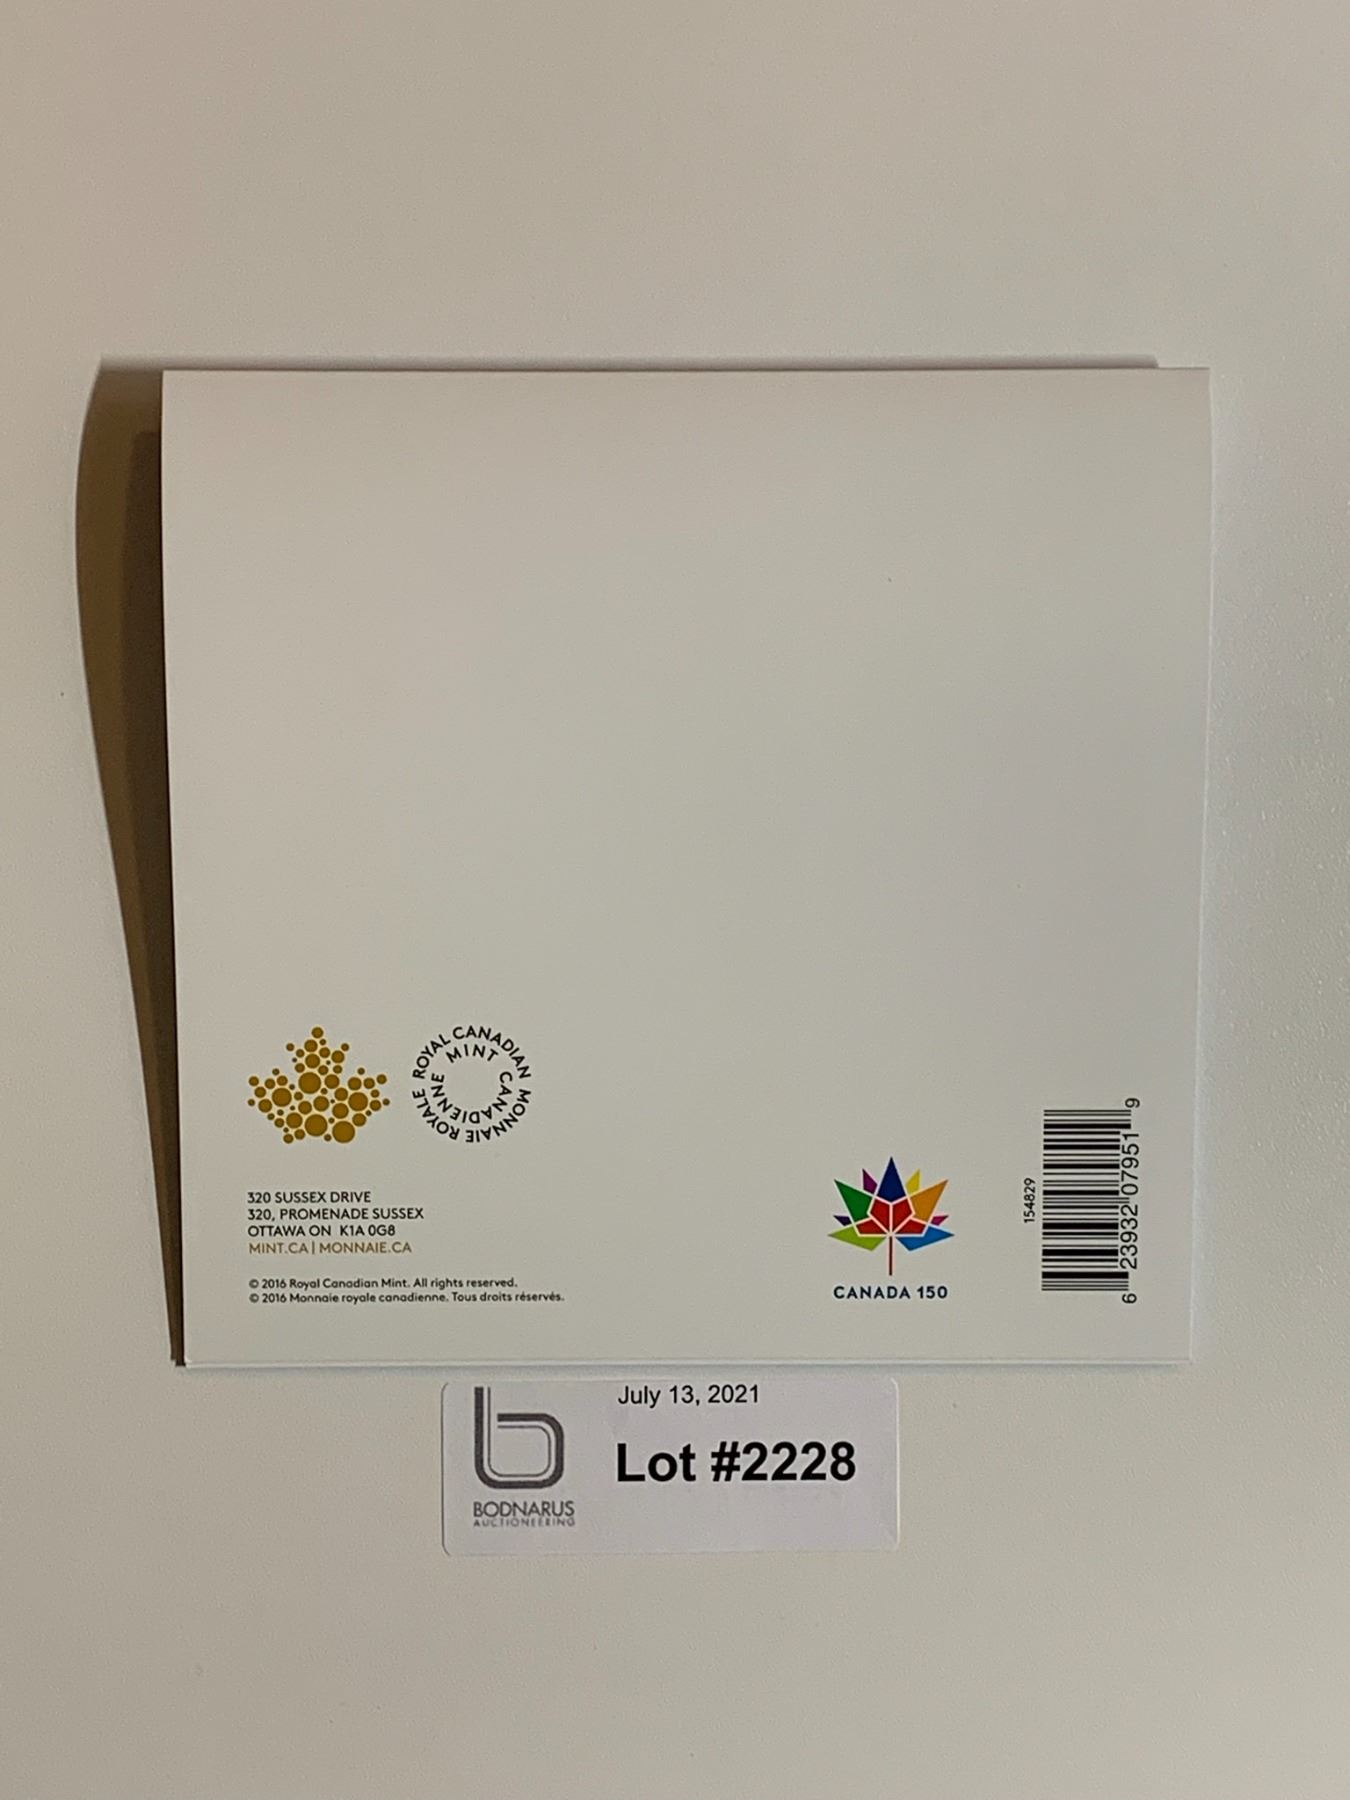 ROYAL CANADIAN MINT
MONNAIE ROYALE CANADIENNE
320 SUSSEX DRIVE
320, PROMENADE SUSSEX
OTTAWA ON K1A 0G8
MINT.CA | MONNAIE.CA
© 2016 Royal Canadian Mint. All rights reserved.
© 2016 Monnaie royale canadienne. Tous droits réservés.
CANADA 150
154829
6 23932 07951 9
July 13, 2021
Lot #2228
BODNARUS
AUCTIONEERING